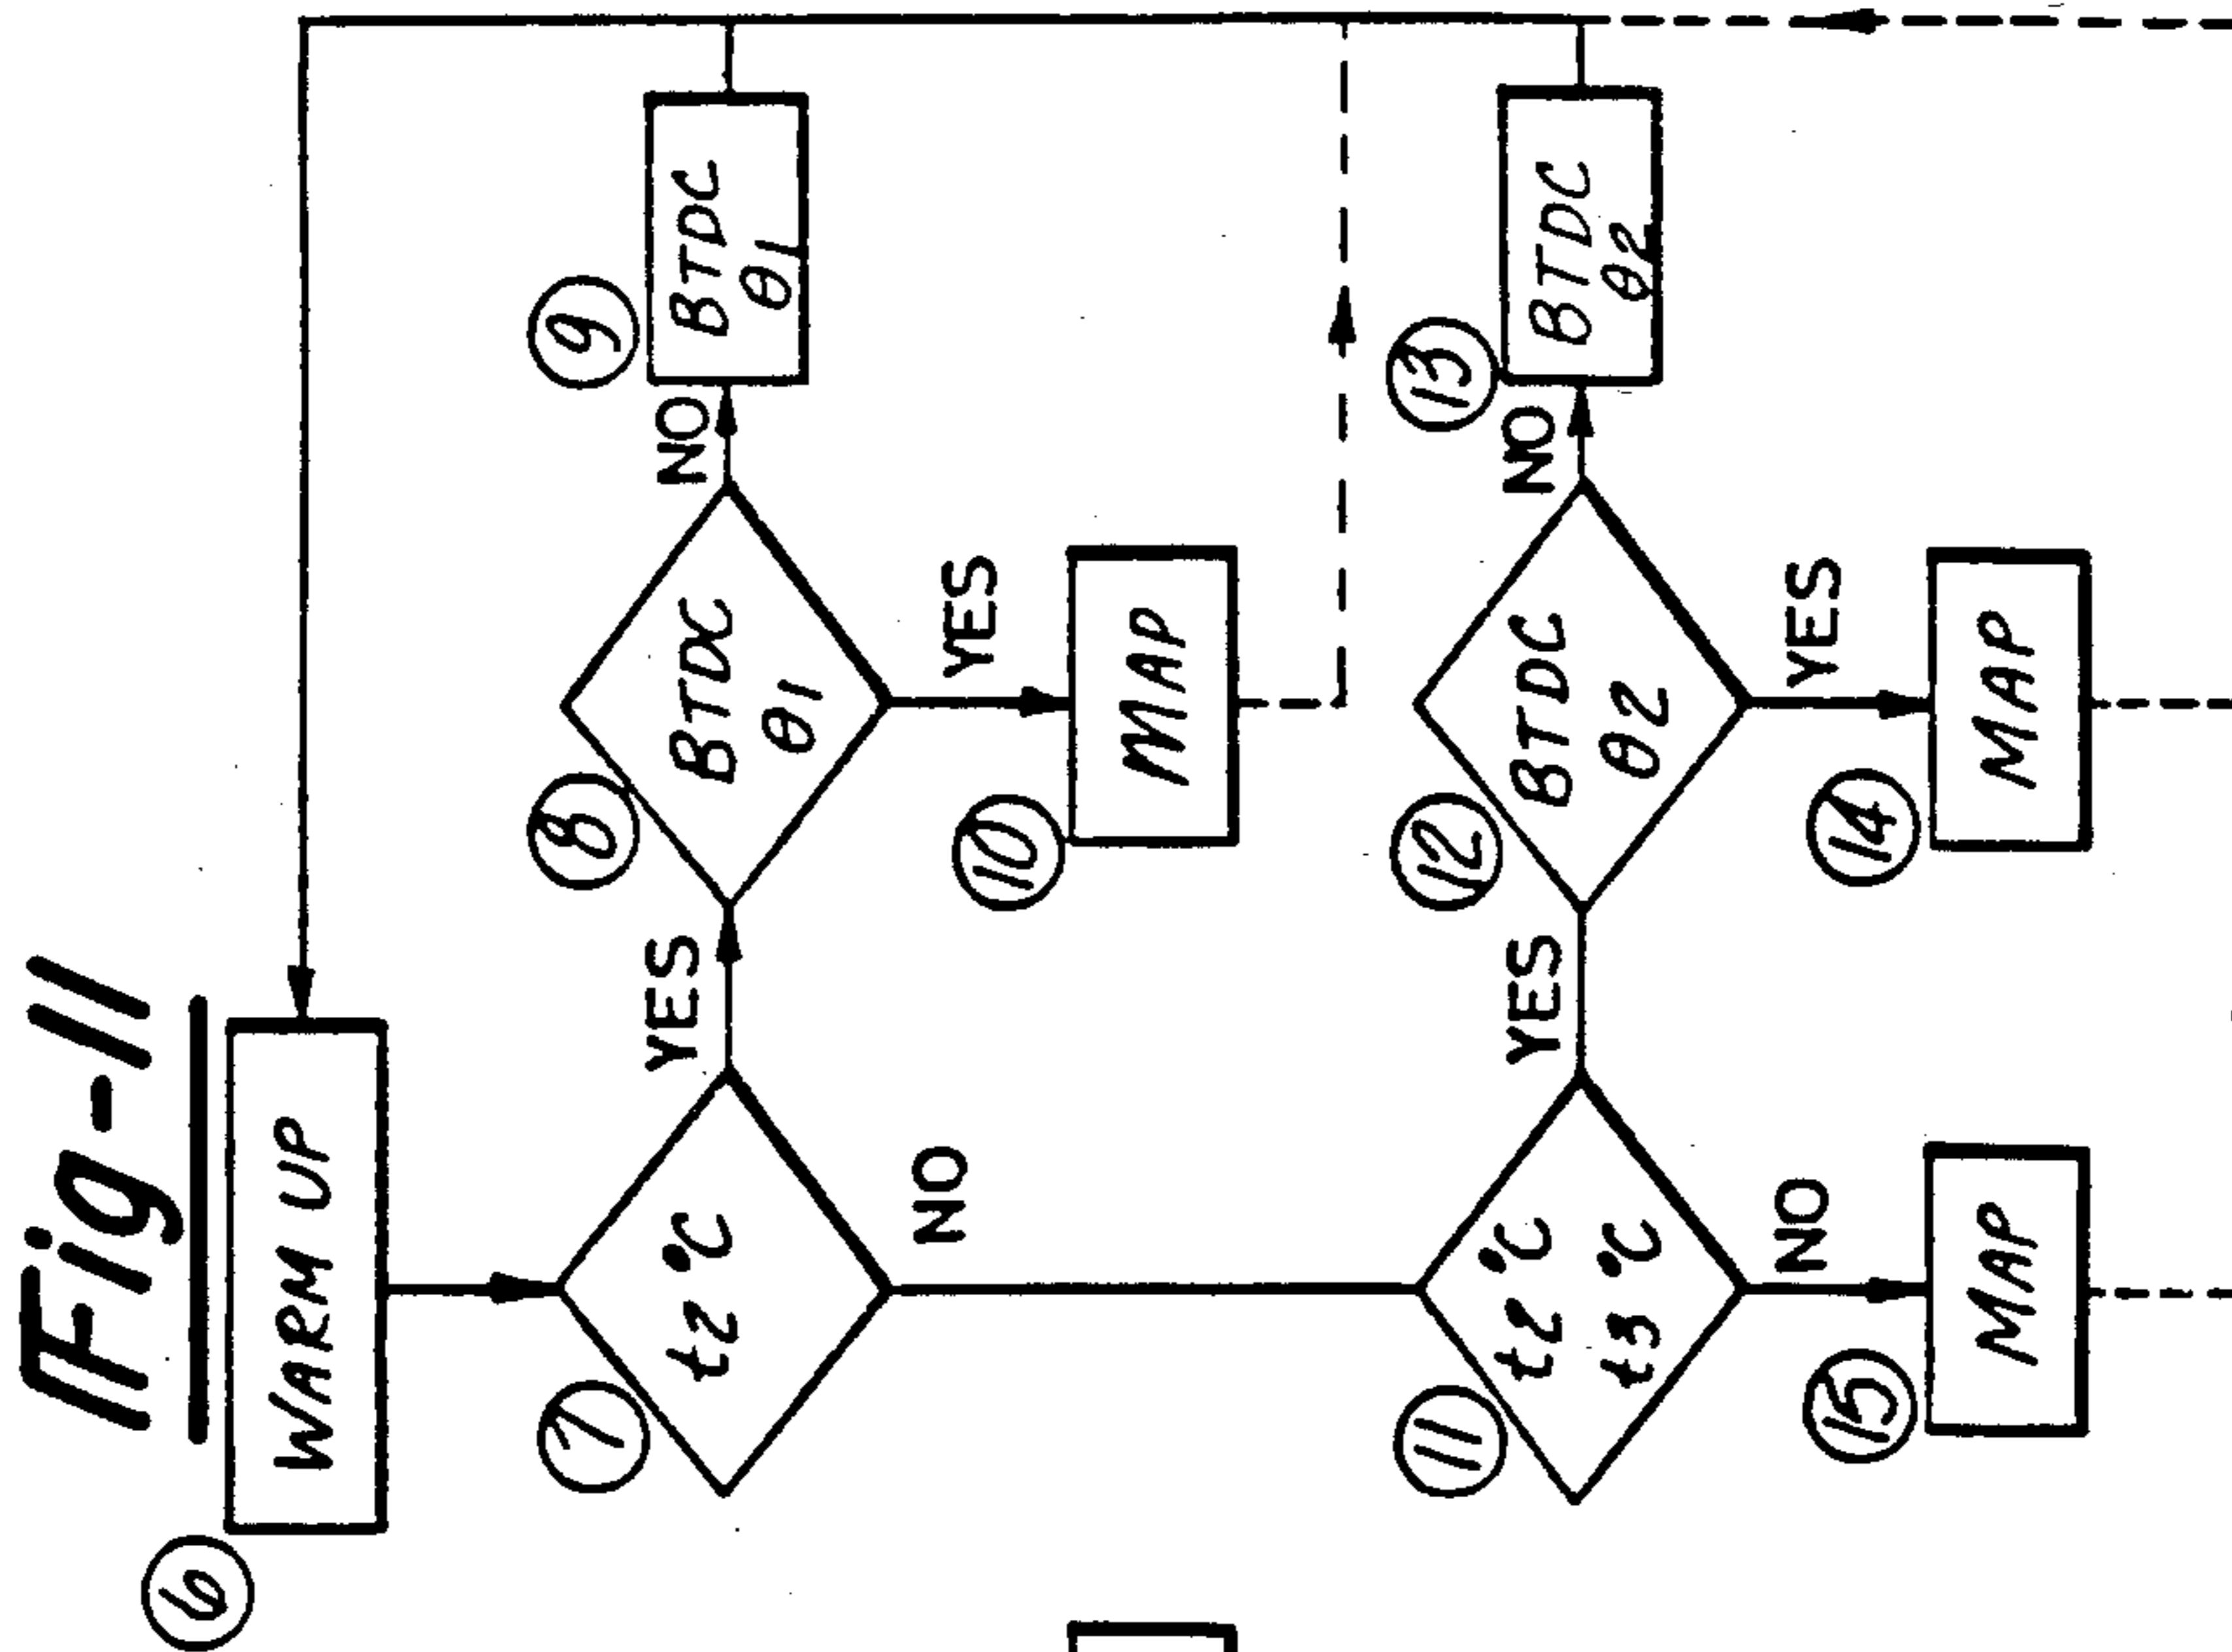 Fig-11
6
WARM UP
7
t2°C
YES
8
BTDC
θ1
NO
9
BTDC
θ1
YES
10
MAP
NO
11
t2°C
t3°C
YES
12
BTDC
θ2
NO
13
BTDC
θ2
YES
14
MAP
NO
15
MAP